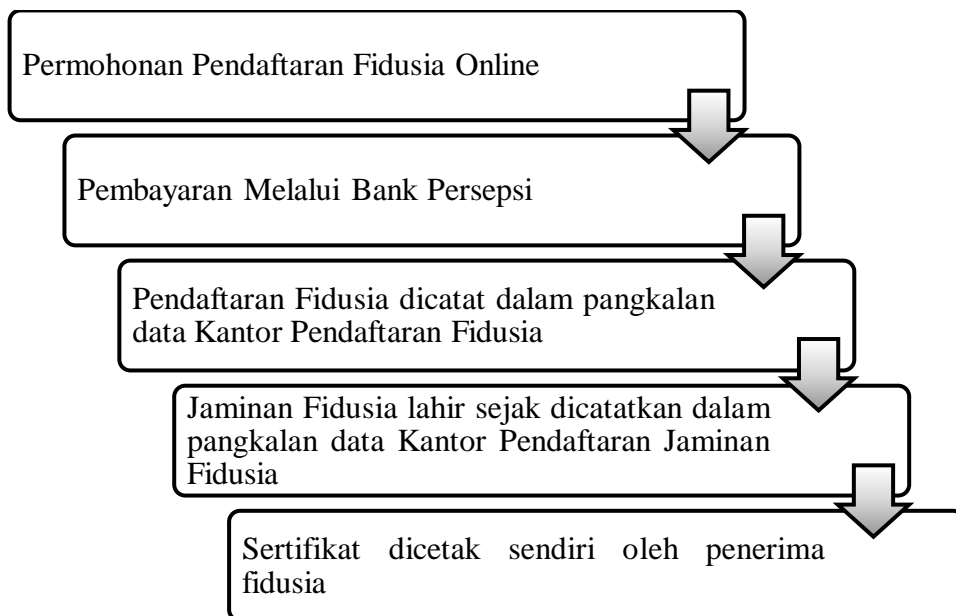 Permohonan Pendaftaran Fidusia Online
Pembayaran Melalui Bank Persepsi
Pendaftaran Fidusia dicatat dalam pangkalan
data Kantor Pendaftaran Fidusia
Jaminan Fidusia lahir sejak dicatatkan dalam
pangkalan data Kantor Pendaftaran Jaminan
Fidusia
Sertifikat dicetak sendiri oleh penerima
fidusia